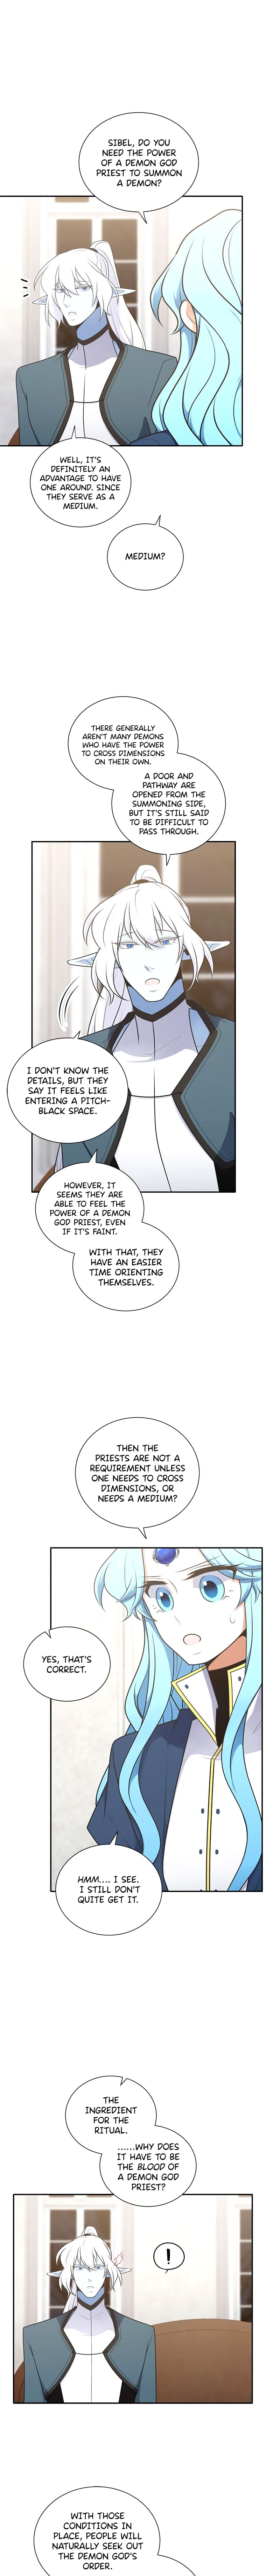 SIBEL, DO YOU
NEED THE POWER
OF A DEMON GOD
PRIEST TO SUMMON
A DEMON?
WELL, IT'S
DEFINITELY AN
ADVANTAGE TO HAVE
ONE AROUND. SINCE
THEY SERVE AS A
MEDIUM.
MEDIUM?
THERE GENERALLY
AREN'T MANY DEMONS
WHO HAVE THE POWER
TO CROSS DIMENSIONS
ON THEIR OWN.
A DOOR AND
PATHWAY ARE
OPENED FROM THE
SUMMONING SIDE,
BUT IT'S STILL SAID
TO BE DIFFICULT TO
PASS THROUGH.
I DON'T KNOW THE
DETAILS, BUT THEY
SAY IT FEELS LIKE
ENTERING A PITCH-
BLACK SPACE.
HOWEVER, IT
SEEMS THEY ARE
ABLE TO FEEL THE
POWER OF A DEMON
GOD PRIEST, EVEN
IF IT'S FAINT.
WITH THAT, THEY
HAVE AN EASIER
TIME ORIENTING
THEMSELVES.
THEN THE
PRIESTS ARE NOT A
REQUIREMENT UNLESS
ONE NEEDS TO CROSS
DIMENSIONS, OR
NEEDS A MEDIUM?
YES, THAT'S
CORRECT.
HMM.... I SEE.
I STILL DON'T
QUITE GET IT.
THE
INGREDIENT
FOR THE
RITUAL.
......WHY DOES
IT HAVE TO BE
THE BLOOD OF
A DEMON GOD
PRIEST?
!
WITH THOSE
CONDITIONS IN
PLACE, PEOPLE WILL
NATURALLY SEEK OUT
THE DEMON GOD'S
ORDER.